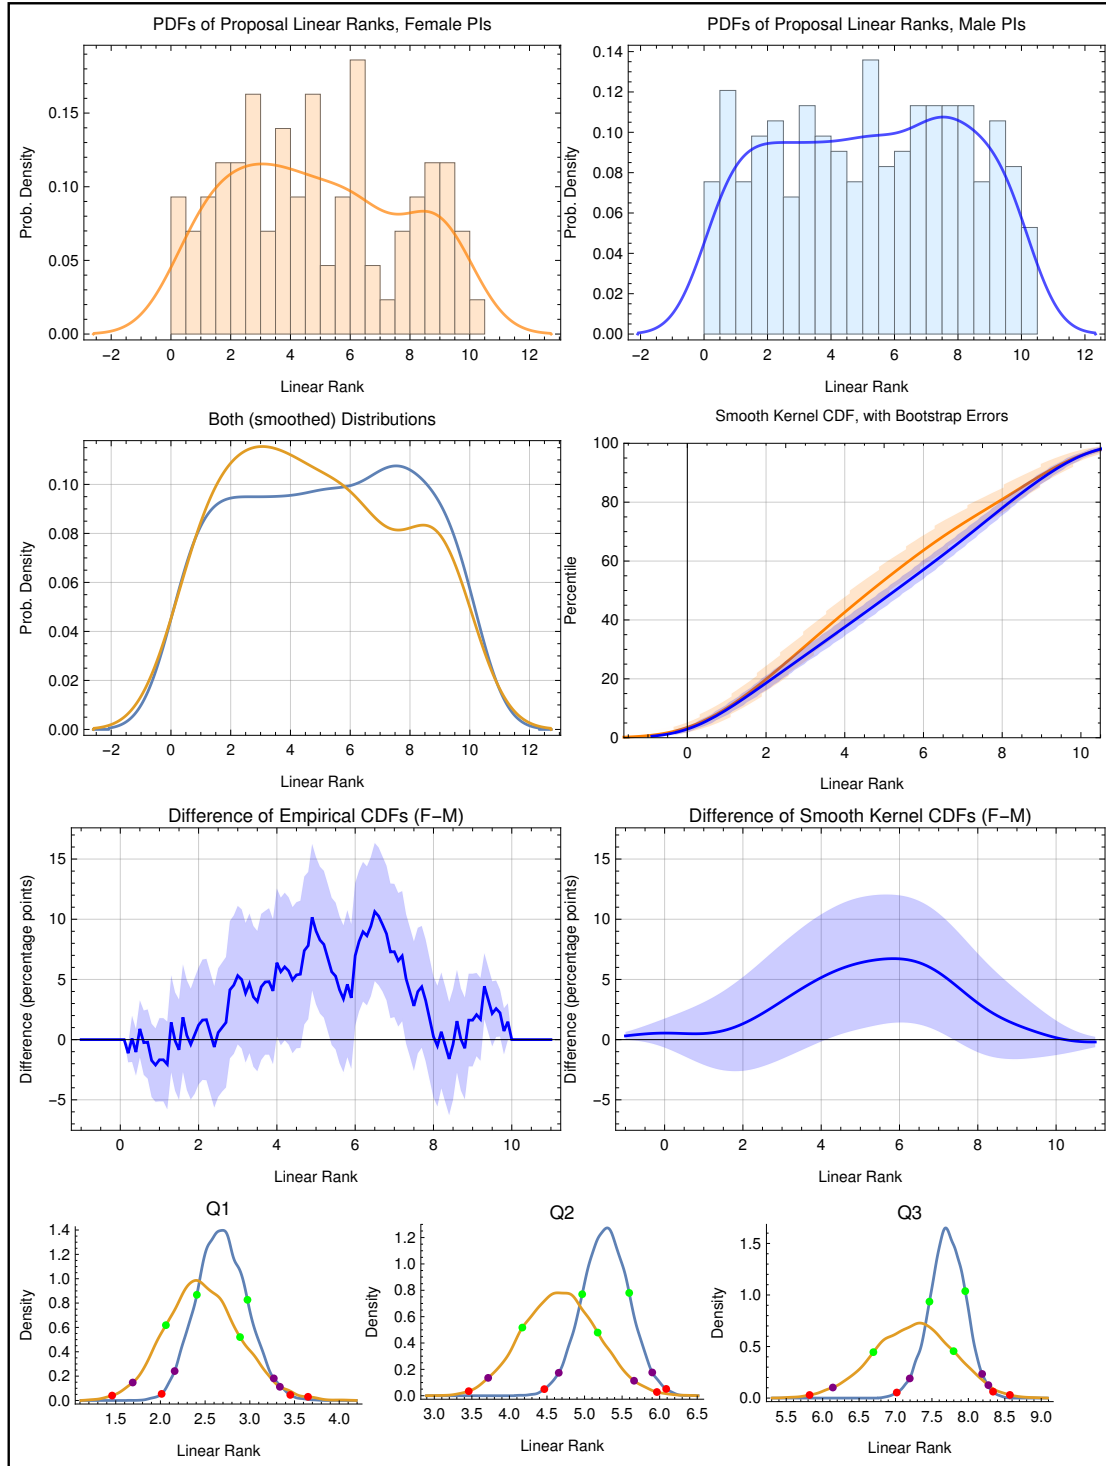 PDFs of Proposal Linear Ranks, Female PIs
Prob. Density
0.15
0.10
0.05
0.00
−2 0 2 4 6 8 10 12
Linear Rank
PDFs of Proposal Linear Ranks, Male PIs
Prob. Density
0.14
0.12
0.10
0.08
0.06
0.04
0.02
0.00
−2 0 2 4 6 8 10 12
Linear Rank
Both (smoothed) Distributions
Prob. Density
0.10
0.08
0.06
0.04
0.02
0.00
−2 0 2 4 6 8 10 12
Linear Rank
Smooth Kernel CDF, with Bootstrap Errors
Percentile
100
80
60
40
20
0
0 2 4 6 8 10
Linear Rank
Difference of Empirical CDFs (F−M)
Difference (percentage points)
15
10
5
0
−5
0 2 4 6 8 10
Linear Rank
Difference of Smooth Kernel CDFs (F−M)
Difference (percentage points)
15
10
5
0
−5
0 2 4 6 8 10
Linear Rank
Q1
Density
1.4
1.2
1.0
0.8
0.6
0.4
0.2
0.0
1.5 2.0 2.5 3.0 3.5 4.0
Linear Rank
Q2
Density
1.2
1.0
0.8
0.6
0.4
0.2
0.0
3.0 3.5 4.0 4.5 5.0 5.5 6.0 6.5
Linear Rank
Q3
Density
1.5
1.0
0.5
0.0
5.5 6.0 6.5 7.0 7.5 8.0 8.5 9.0
Linear Rank